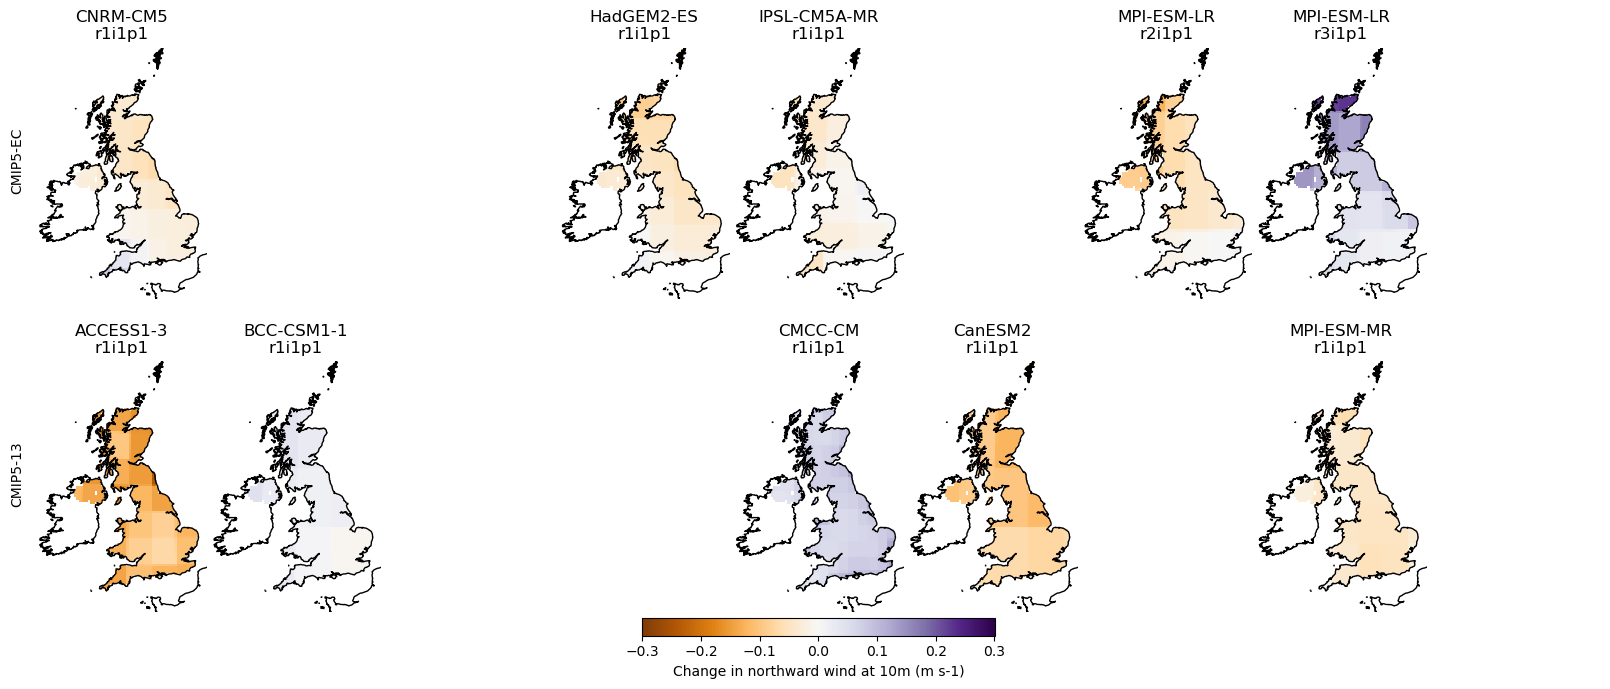 CNRM-CM5
r1i1p1
HadGEM2-ES
r1i1p1
IPSL-CM5A-MR
r1i1p1
MPI-ESM-LR
r2i1p1
MPI-ESM-LR
r3i1p1
CMIP5-EC
ACCESS1-3
r1i1p1
BCC-CSM1-1
r1i1p1
CMCC-CM
r1i1p1
CanESM2
r1i1p1
MPI-ESM-MR
r1i1p1
CMIP5-13
−0.3 −0.2 −0.1 0.0 0.1 0.2 0.3
Change in northward wind at 10m (m s-1)